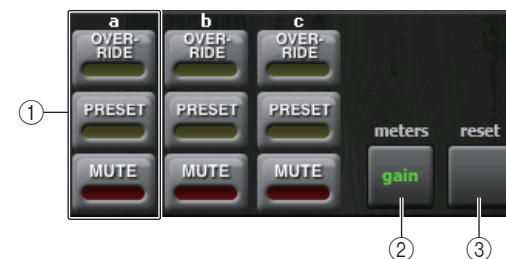 a b c
OVER-
RIDE
OVER-
RIDE
OVER-
RIDE
PRESET PRESET PRESET
MUTE MUTE MUTE
meters reset
gain
①
②
③